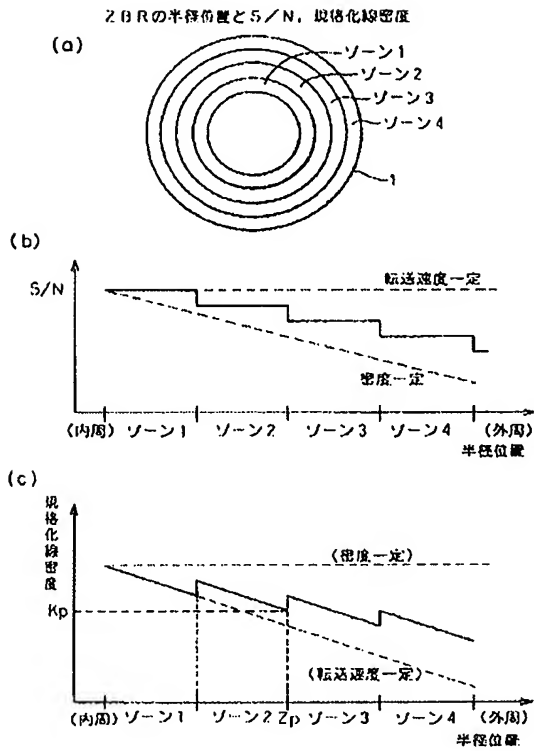 ZBRの半径位置とS/N,規格化線密度
(a)
ゾーン1
ゾーン2
ゾーン3
ゾーン4
1
(b)
S/N
転送速度一定
密度一定
(内周) ゾーン1 ゾーン2 ゾーン3 ゾーン4 (外周)
半径位置
(c)
規格化線密度
(密度一定)
Kp
(転送速度一定)
(内周) ゾーン1 ゾーン2 Zp ゾーン3 ゾーン4 (外周)
半径位置